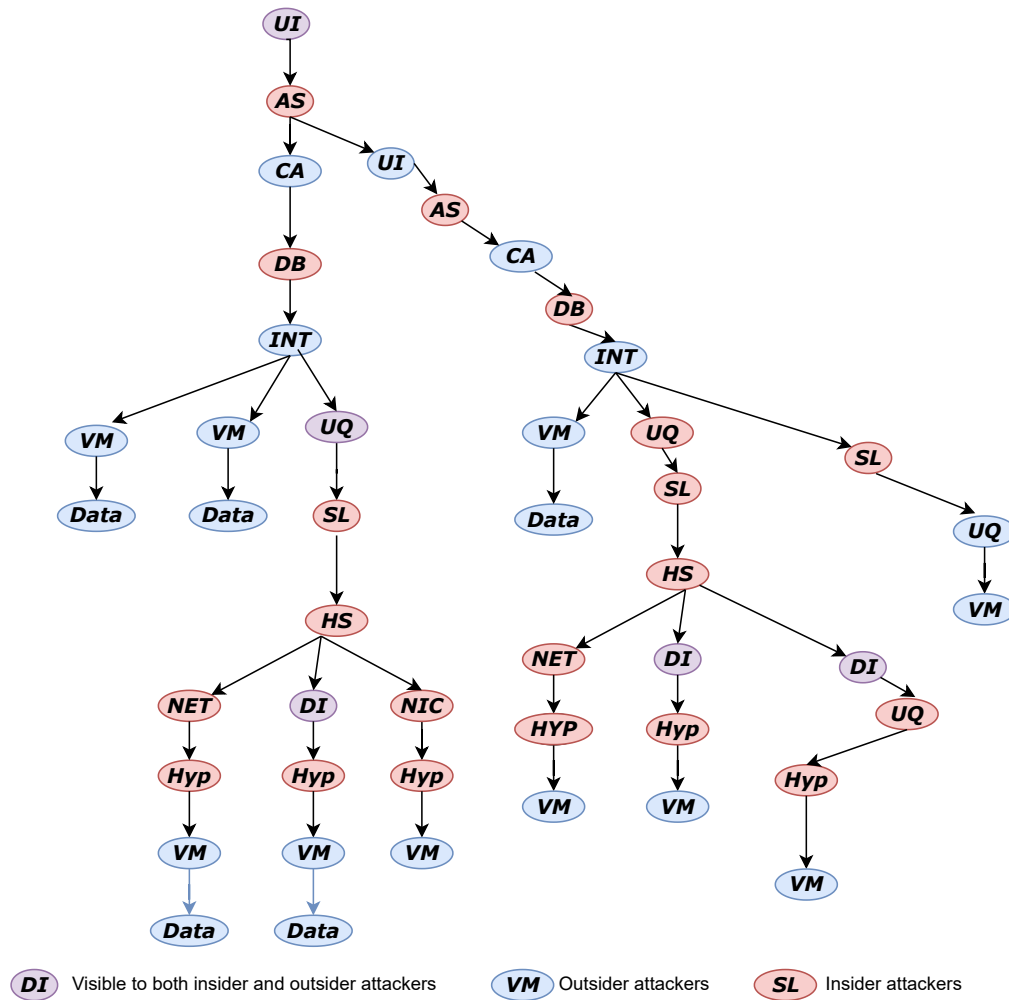 UI
AS
CA
UI
AS
CA
DB
DB
INT
INT
VM
VM
UQ
VM
UQ
SL
Data
Data
SL
Data
SL
UQ
HS
HS
VM
NET
DI
NIC
NET
DI
DI
Hyp
Hyp
Hyp
HYP
Hyp
UQ
Hyp
VM
VM
VM
VM
VM
VM
Data
Data
DI Visible to both insider and outsider attackers VM Outsider attackers SL Insider attackers